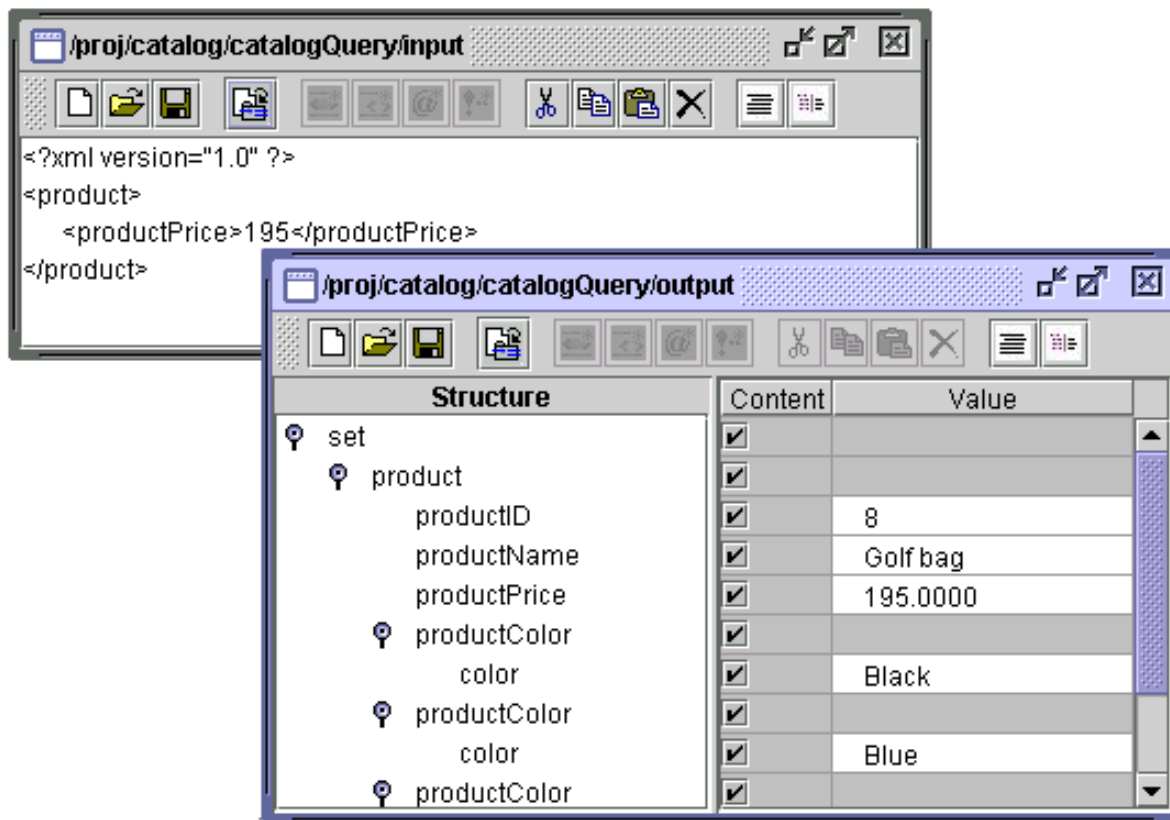 /proj/catalog/catalogQuery/input
<?xml version="1.0" ?>
<product>
<productPrice>195</productPrice>
</product>
/proj/catalog/catalogQuery/output
Structure Content Value
set
product
productID 8
productName Golf bag
productPrice 195.0000
productColor
color Black
productColor
color Blue
productColor